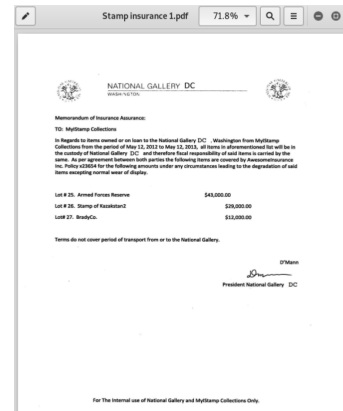 Stamp insurance 1.pdf
71.8%
NATIONAL GALLERY DC
WASHINGTON
Memorandum of Insurance Assurance:
TO: MyIStamp Collections
In Regards to items owned or on loan to the National Gallery DC , Washington from MytStamp
Collections from the period of May 12, 2012 to May 12, 2013, all items in aforementioned list will be in
the custody of National Gallery DC and therefore fiscal responsibility of said items is carried by the
same. As per agreement between both parties the following items are covered by AwesomeInsurance
Inc. Policy x23654 for the following amounts under any circumstances leading to the degradation of said
items excepting normal wear of display.
Lot # 25. Armed Forces Reserve $43,000.00
Lot # 26. Stamp of Kazakstan2 $29,000.00
Lot# 27. BradyCo. $12,000.00
Terms do not cover period of transport from or to the National Gallery.
D'Mann
President National Gallery DC
For The internal use of National Gallery and MytStamp Collections Only.